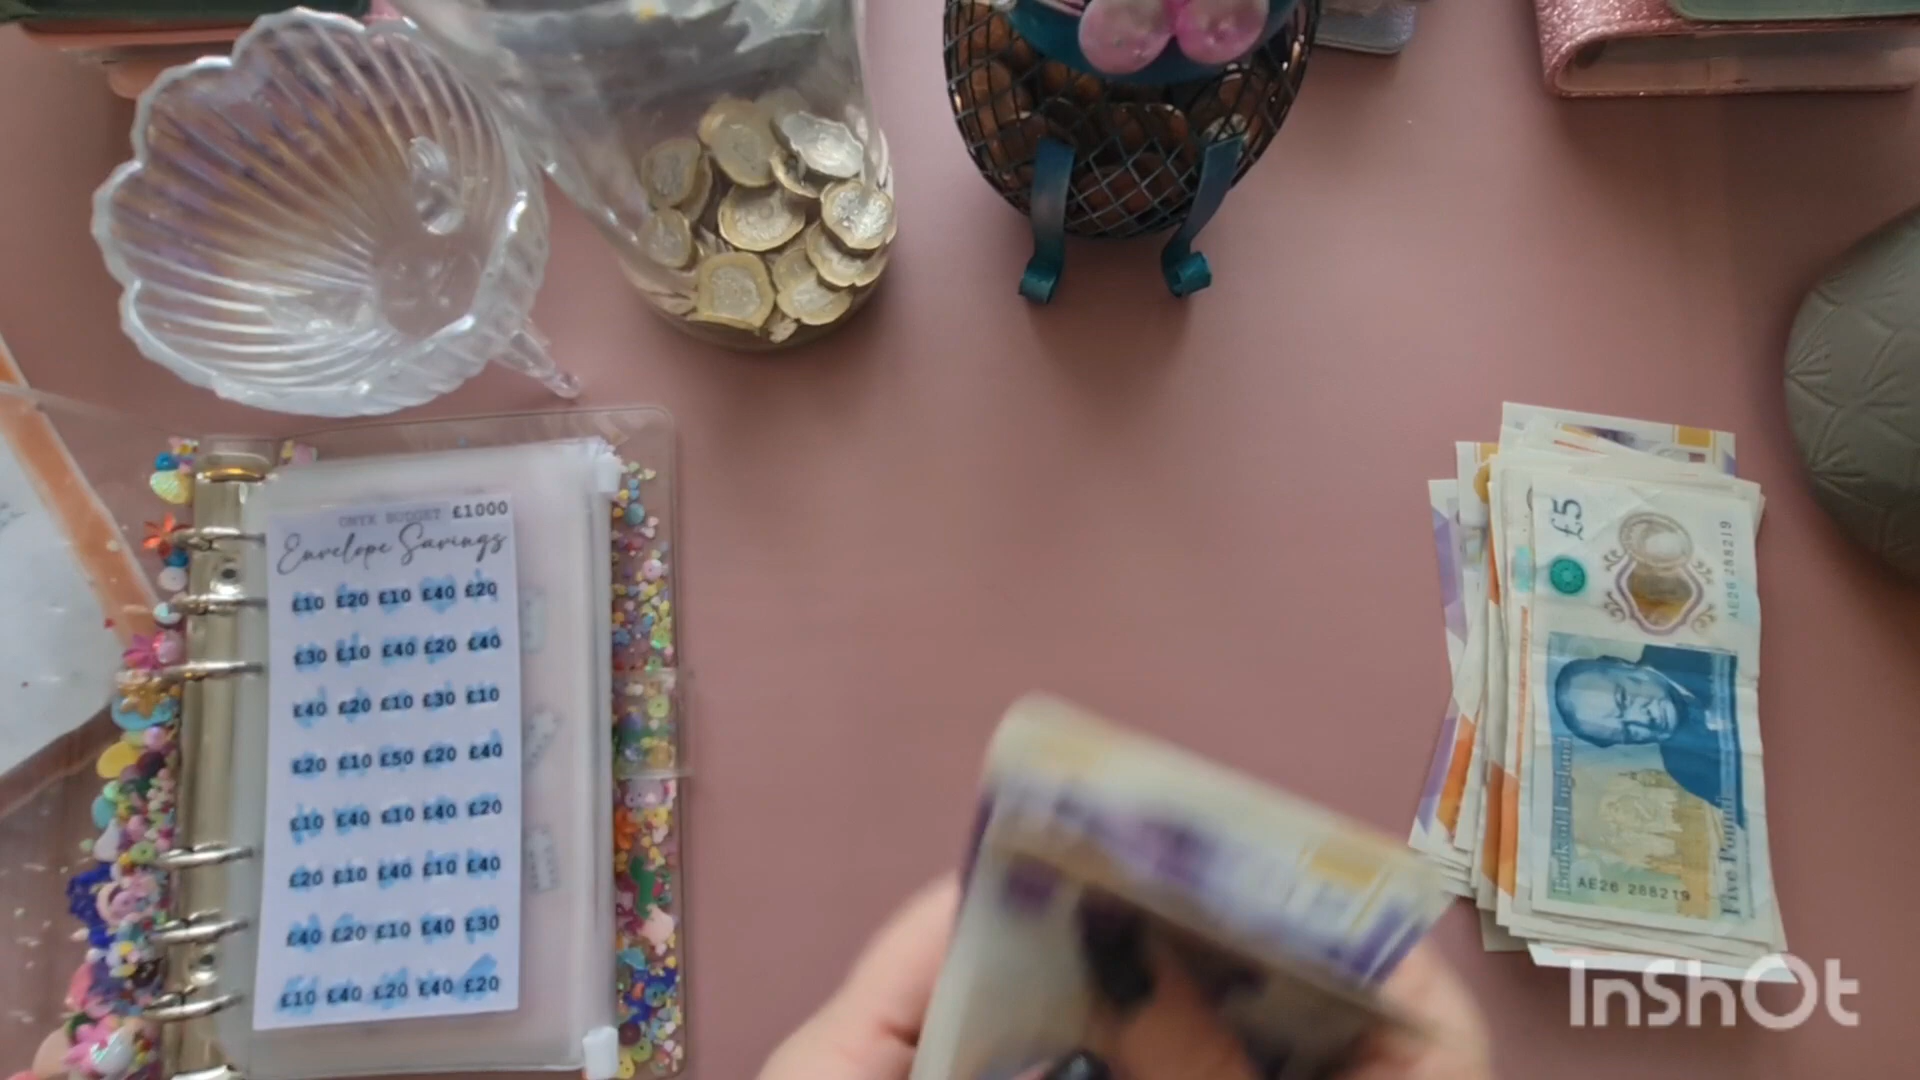 ONYX BUDGET £1000
Envelope Savings
£10 £20 £10 £40 £20
£30 £10 £40 £20 £40
£40 £20 £10 £30 £10
£20 £10 £50 £20 £40
£10 £40 £10 £40 £20
£20 £10 £40 £10 £40
£40 £20 £10 £40 £30
£10 £40 £20 £40 £20
£5
AE26 288219
Bank of England
AE26 288219
Five Pounds
InShOt